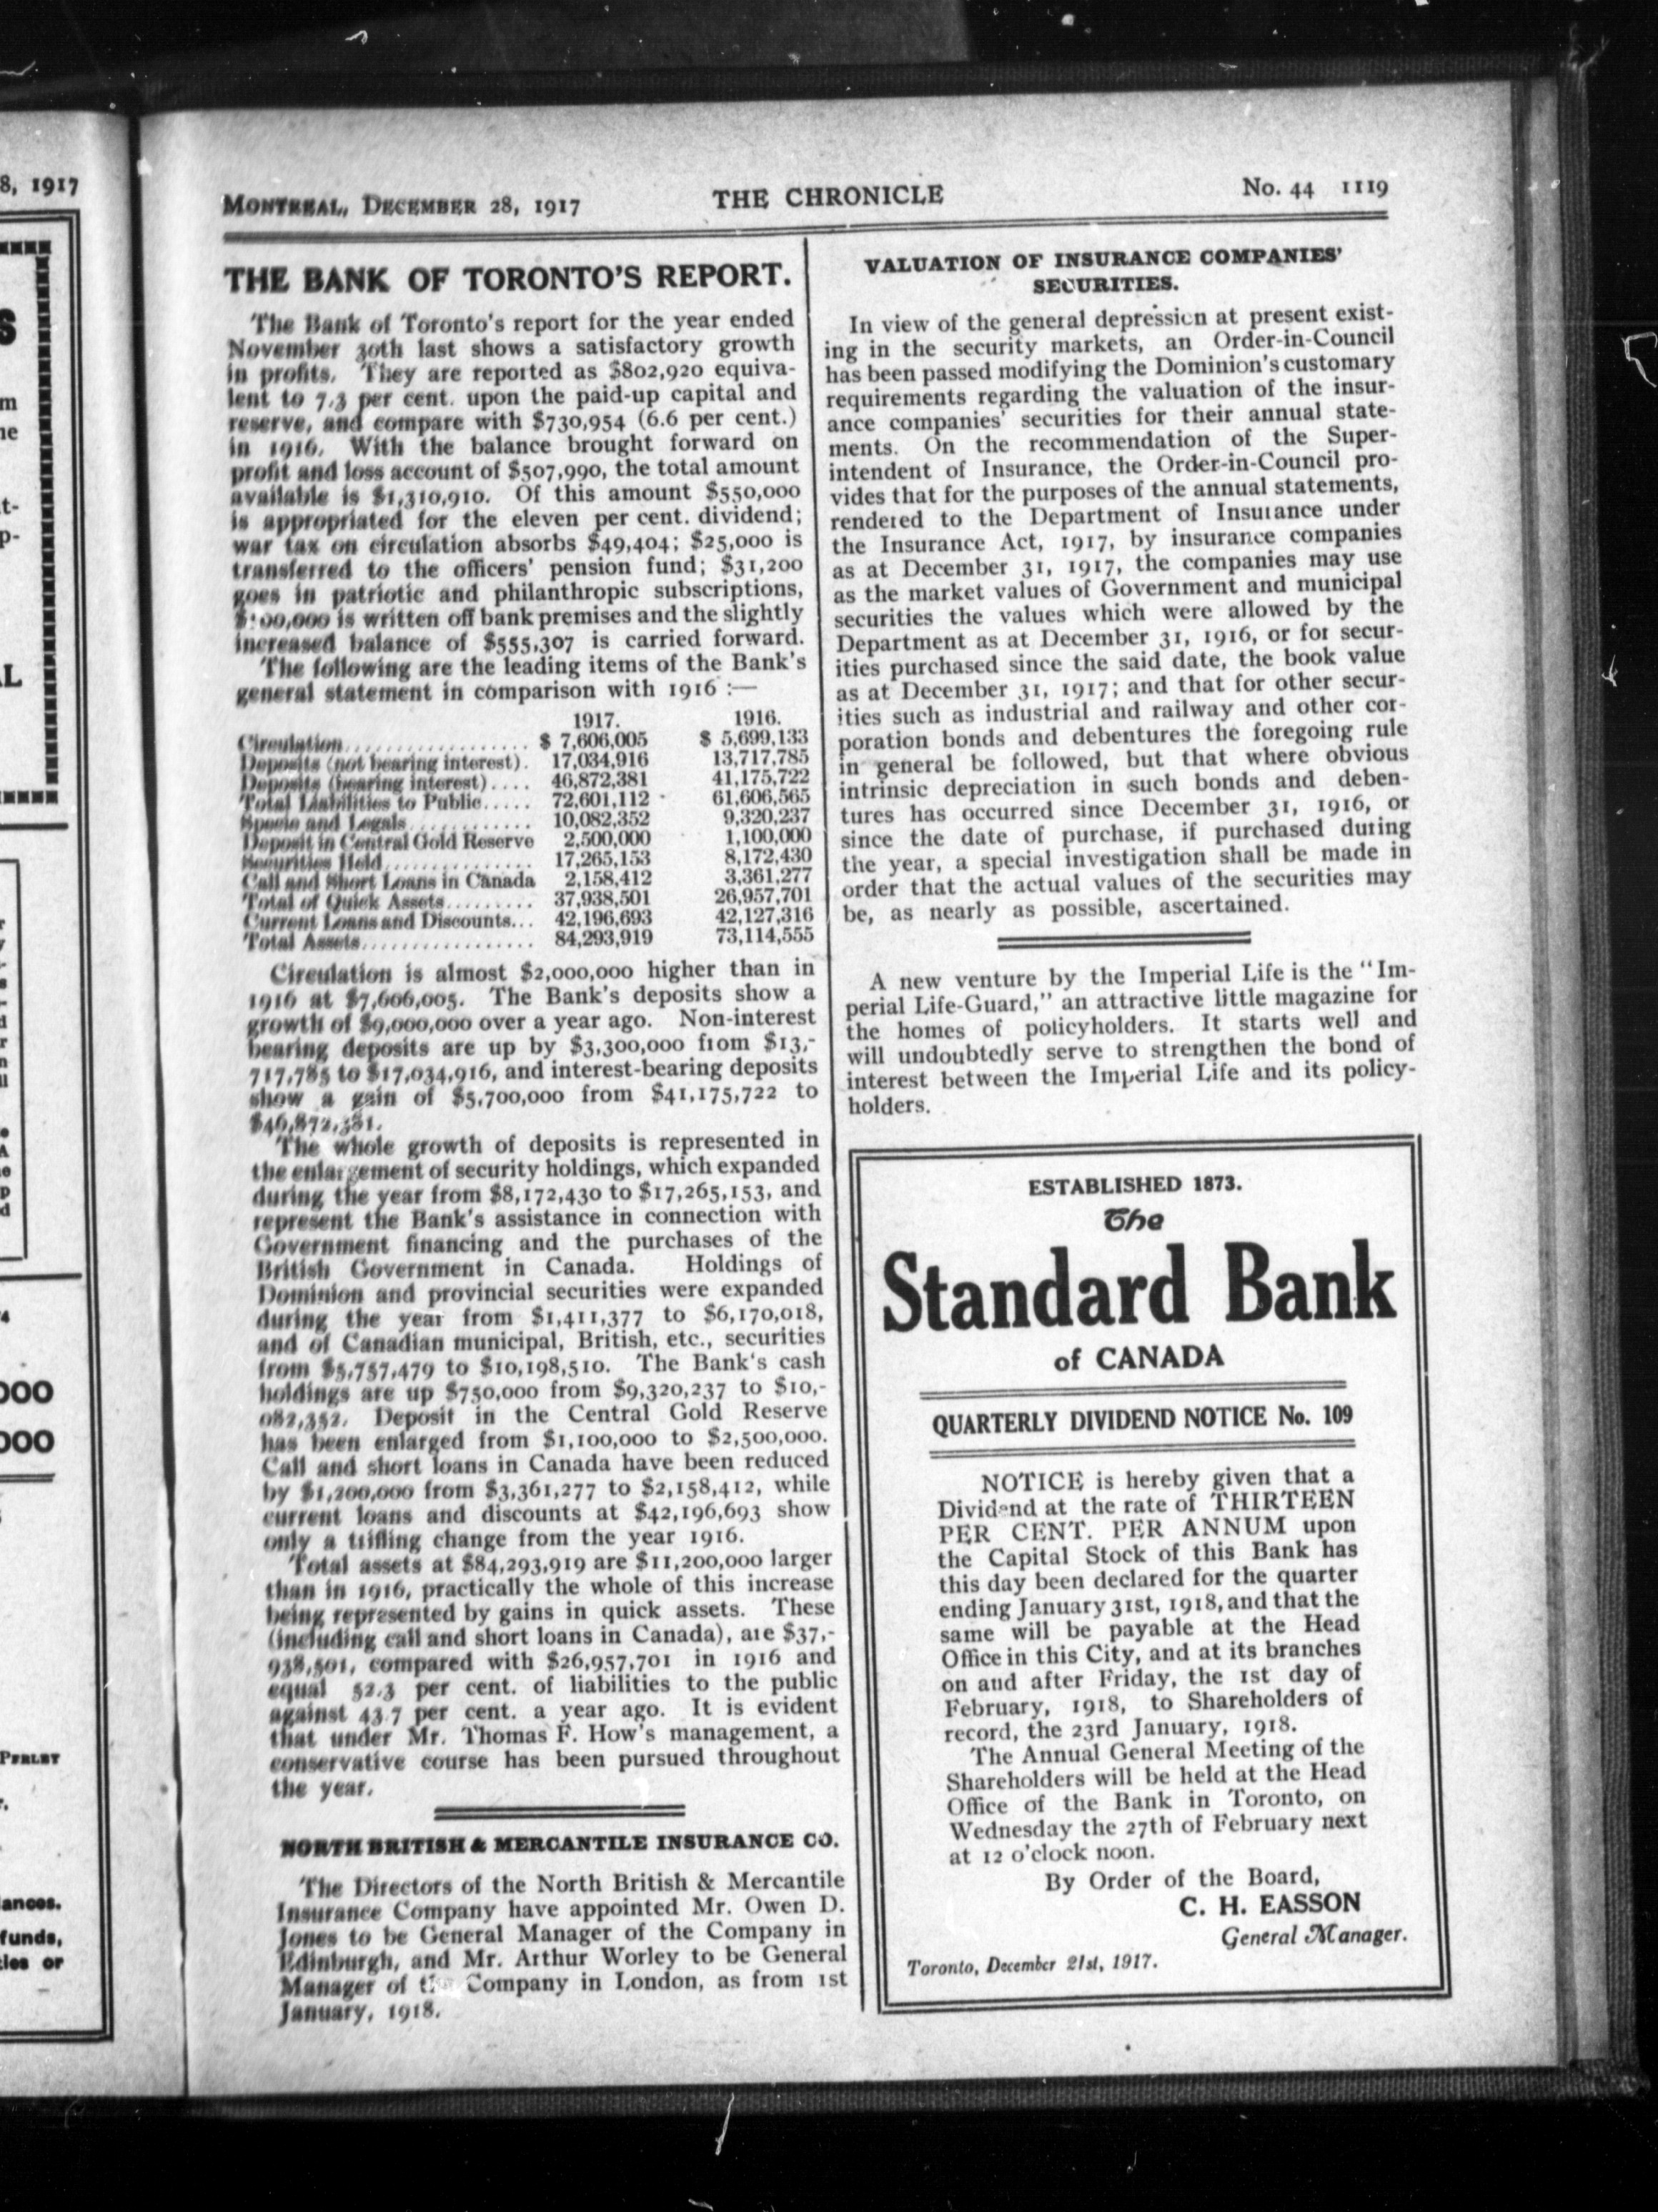 8, 1917
MONTREAL, DECEMBER 28, 1917
THE CHRONICLE
No. 44 1119
THE BANK OF TORONTO'S REPORT.
The Bank of Toronto's report for the year ended
November 30th last shows a satisfactory growth
in profits. They are reported as $802,920 equiva-
lent to 7.3 per cent. upon the paid-up capital and
reserve, and compare with $730,954 (6.6 per cent.)
in 1916. With the balance brought forward on
profit and loss account of $507,990, the total amount
available is $1,310,910. Of this amount $550,000
is appropriated for the eleven per cent. dividend;
war tax on circulation absorbs $49,404; $25,000 is
transferred to the officers' pension fund; $31,200
goes in patriotic and philanthropic subscriptions,
$100,000 is written off bank premises and the slightly
increased balance of $555,307 is carried forward.
The following are the leading items of the Bank's
general statement in comparison with 1916 :—
1917. 1916.
Circulation.................. $ 7,606,005 $ 5,699,133
Deposits (not bearing interest). 17,034,916 13,717,785
Deposits (bearing interest).... 46,872,381 41,175,722
Total Liabilities to Public..... 72,601,112 61,606,565
Specie and Legals............ 10,082,352 9,320,237
Deposit in Central Gold Reserve 2,500,000 1,100,000
Securities Held............... 17,265,153 8,172,430
Call and Short Loans in Canada 2,158,412 3,361,277
Total of Quick Assets......... 37,938,501 26,957,701
Current Loans and Discounts... 42,196,693 42,127,316
Total Assets................. 84,293,919 73,114,555
Circulation is almost $2,000,000 higher than in
1916 at $7,606,005. The Bank's deposits show a
growth of $9,000,000 over a year ago. Non-interest
bearing deposits are up by $3,300,000 from $13,-
717,785 to $17,034,916, and interest-bearing deposits
show a gain of $5,700,000 from $41,175,722 to
$46,872,381.
The whole growth of deposits is represented in
the enlargement of security holdings, which expanded
during the year from $8,172,430 to $17,265,153, and
represent the Bank's assistance in connection with
Government financing and the purchases of the
British Government in Canada. Holdings of
Dominion and provincial securities were expanded
during the year from $1,411,377 to $6,170,018,
and of Canadian municipal, British, etc., securities
from $5,757,479 to $10,198,510. The Bank's cash
holdings are up $750,000 from $9,320,237 to $10,-
082,352. Deposit in the Central Gold Reserve
has been enlarged from $1,100,000 to $2,500,000.
Call and short loans in Canada have been reduced
by $1,200,000 from $3,361,277 to $2,158,412, while
current loans and discounts at $42,196,693 show
only a trifling change from the year 1916.
Total assets at $84,293,919 are $11,200,000 larger
than in 1916, practically the whole of this increase
being represented by gains in quick assets. These
(including call and short loans in Canada), are $37,-
938,501, compared with $26,957,701 in 1916 and
equal 52.3 per cent. of liabilities to the public
against 43.7 per cent. a year ago. It is evident
that under Mr. Thomas F. How's management, a
conservative course has been pursued throughout
the year.
NORTH BRITISH & MERCANTILE INSURANCE CO.
The Directors of the North British & Mercantile
Insurance Company have appointed Mr. Owen D.
Jones to be General Manager of the Company in
Edinburgh, and Mr. Arthur Worley to be General
Manager of the Company in London, as from 1st
January, 1918.
VALUATION OF INSURANCE COMPANIES'
SECURITIES.
In view of the general depression at present exist-
ing in the security markets, an Order-in-Council
has been passed modifying the Dominion's customary
requirements regarding the valuation of the insur-
ance companies' securities for their annual state-
ments. On the recommendation of the Super-
intendent of Insurance, the Order-in-Council pro-
vides that for the purposes of the annual statements,
rendered to the Department of Insurance under
the Insurance Act, 1917, by insurance companies
as at December 31, 1917, the companies may use
as the market values of Government and municipal
securities the values which were allowed by the
Department as at December 31, 1916, or for secur-
ities purchased since the said date, the book value
as at December 31, 1917; and that for other secur-
ities such as industrial and railway and other cor-
poration bonds and debentures the foregoing rule
in general be followed, but that where obvious
intrinsic depreciation in such bonds and deben-
tures has occurred since December 31, 1916, or
since the date of purchase, if purchased during
the year, a special investigation shall be made in
order that the actual values of the securities may
be, as nearly as possible, ascertained.
A new venture by the Imperial Life is the "Im-
perial Life-Guard," an attractive little magazine for
the homes of policyholders. It starts well and
will undoubtedly serve to strengthen the bond of
interest between the Imperial Life and its policy-
holders.
ESTABLISHED 1873.
The
Standard Bank
of CANADA
QUARTERLY DIVIDEND NOTICE No. 109
NOTICE is hereby given that a
Dividend at the rate of THIRTEEN
PER CENT. PER ANNUM upon
the Capital Stock of this Bank has
this day been declared for the quarter
ending January 31st, 1918, and that the
same will be payable at the Head
Office in this City, and at its branches
on aud after Friday, the 1st day of
February, 1918, to Shareholders of
record, the 23rd January, 1918.
The Annual General Meeting of the
Shareholders will be held at the Head
Office of the Bank in Toronto, on
Wednesday the 27th of February next
at 12 o'clock noon.
By Order of the Board,
C. H. EASSON
General Manager.
Toronto, December 21st, 1917.